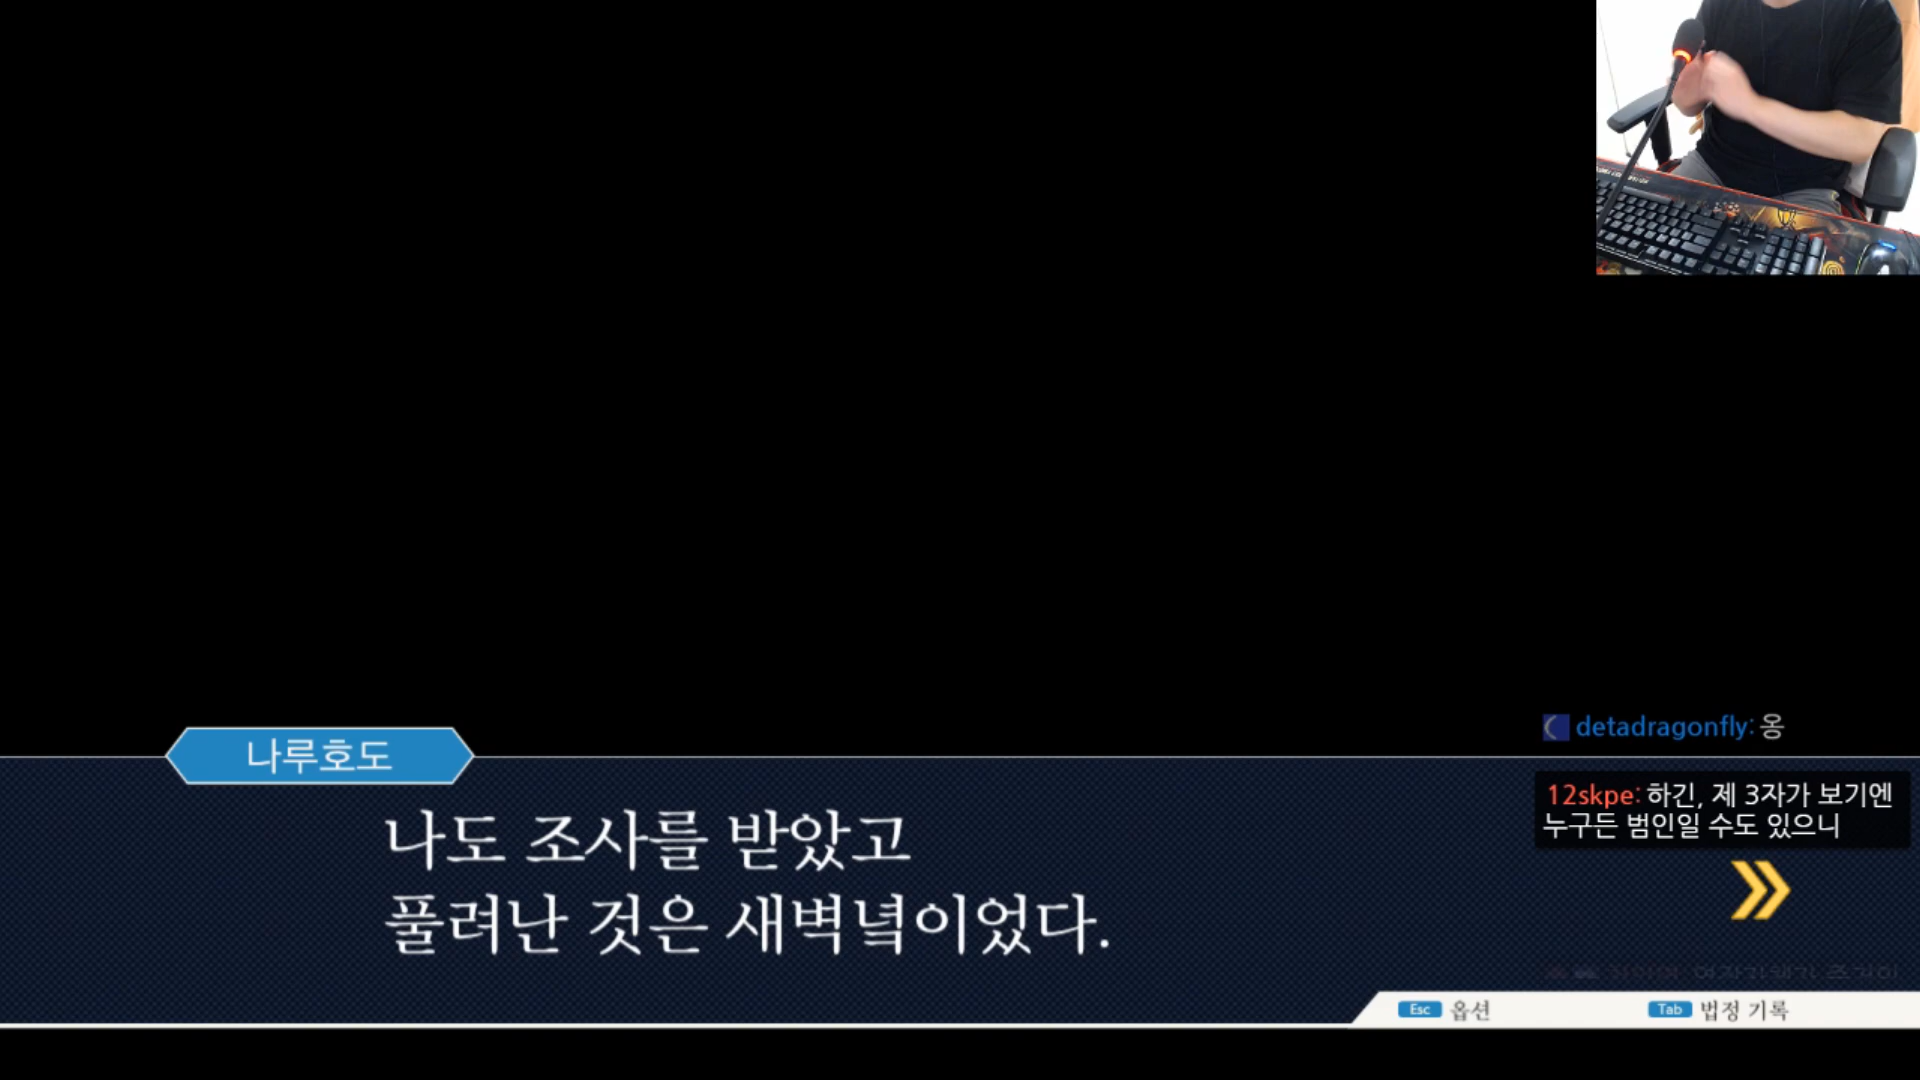 detadragonfly: 옹
나루호도
12skpe: 하긴, 제 3자가 보기엔
누구든 범인일 수도 있으니
나도 조사를 받았고
풀려난 것은 새벽녘이었다.
Esc 옵션
Tab 법정 기록